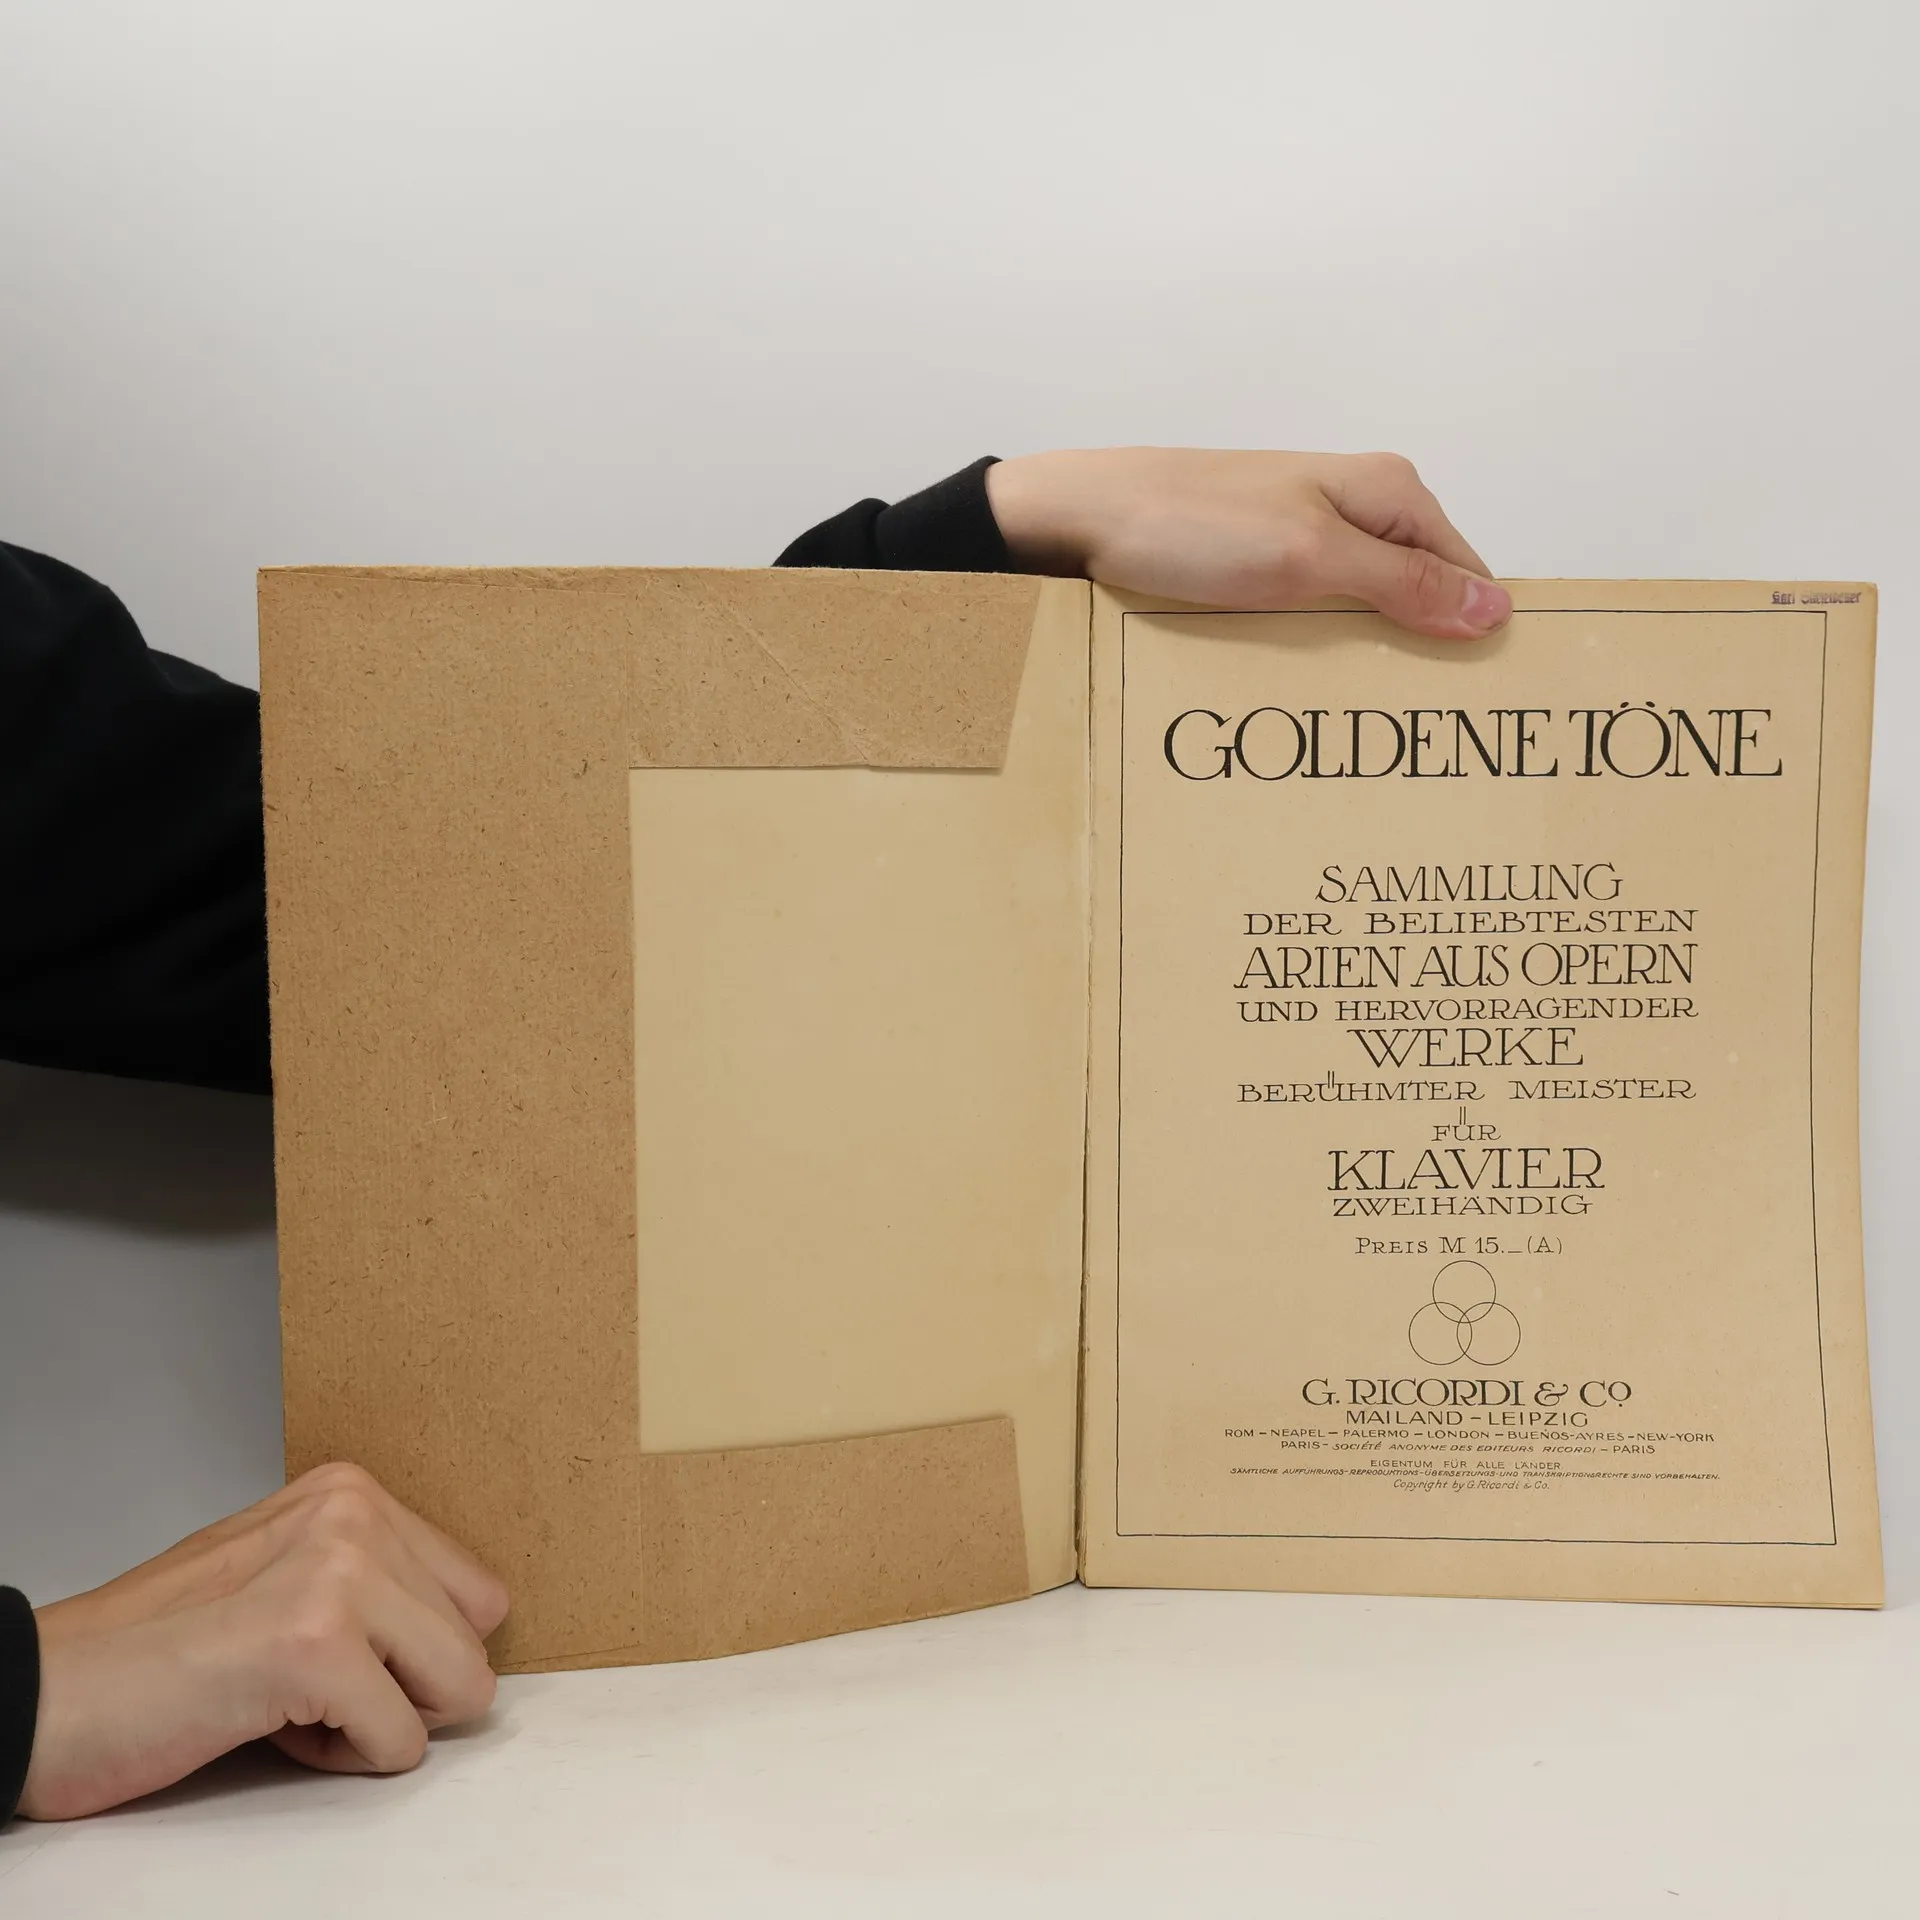 Karl
GOLDENE TÖNE
SAMMLUNG
DER BELIEBTESTEN
ARIEN AUS OPERN
UND HERVORRAGENDER
WERKE
BERÜHMTER MEISTER
FÜR
KLAVIER
ZWEIHÄNDIG
PREIS M 15._(A)
G. RICORDI & Cº
MAILAND – LEIPZIG
ROM – NEAPEL – PALERMO – LONDON – BUEÑOS-AYRES – NEW-YORK
PARIS – SOCIÉTÉ ANONYME DES EDITEURS RICORDI – PARIS
EIGENTUM FÜR ALLE LÄNDER.
SÄMTLICHE AUFFÜHRUNGS-REPRODUKTIONS-ÜBERSETZUNGS-UND TRANSKRIPTIONSRECHTE SIND VORBEHALTEN.
Copyright by G. Ricordi & Co.